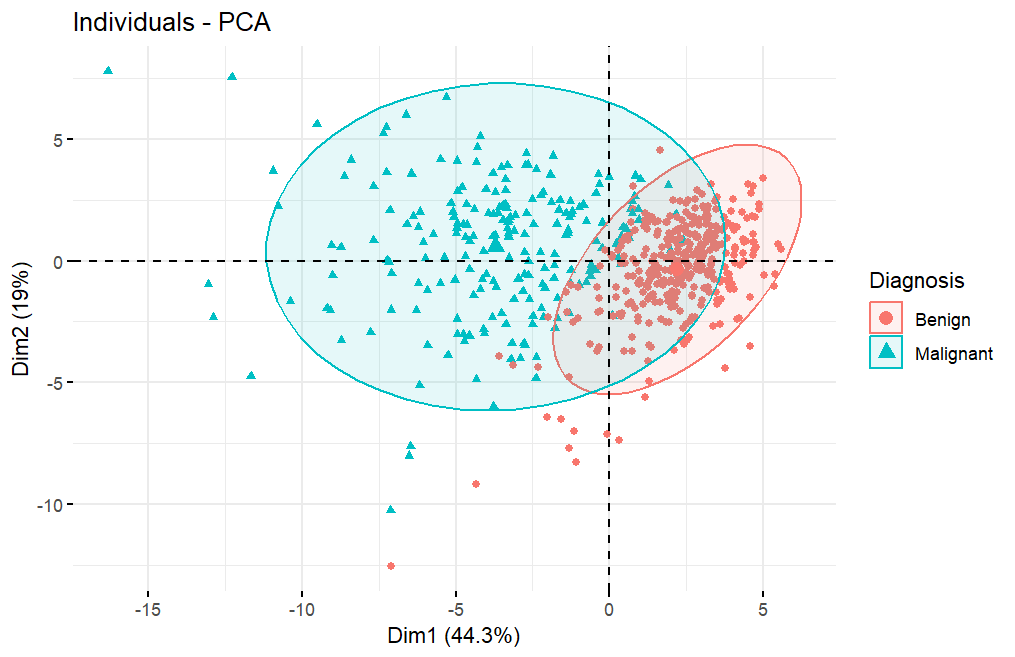 Individuals - PCA
5
0
-5
-10
Dim2 (19%)
-15
-10
-5
0
5
Dim1 (44.3%)
Diagnosis
Benign
Malignant